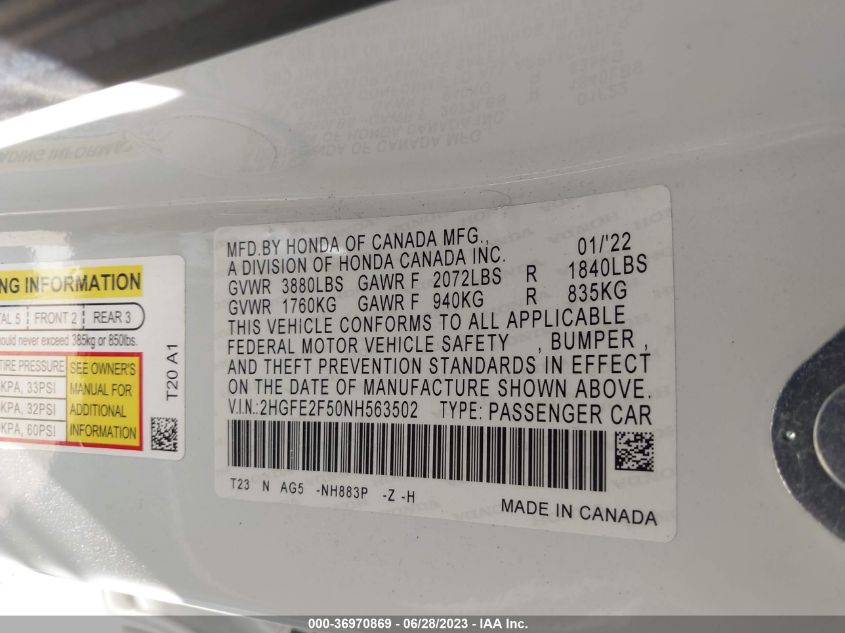 MFD.BY HONDA OF CANADA MFG., 01/'22
A DIVISION OF HONDA CANADA INC.
GVWR 3880LBS GAWR F 2072LBS R 1840LBS
GVWR 1760KG GAWR F 940KG R 835KG
THIS VEHICLE CONFORMS TO ALL APPLICABLE
FEDERAL MOTOR VEHICLE SAFETY , BUMPER ,
AND THEFT PREVENTION STANDARDS IN EFFECT
ON THE DATE OF MANUFACTURE SHOWN ABOVE.
V.I.N.:2HGFE2F50NH563502 TYPE: PASSENGER CAR
T23 N AG5 -NH883P -Z -H
MADE IN CANADA
INFORMATION
5 FRONT 2 REAR 3
never exceed 385kg or 850lbs.
PRESSURE SEE OWNER'S
KPA, 33PSI MANUAL FOR
KPA, 32PSI ADDITIONAL
KPA, 60PSI INFORMATION
T20 A1
000-36970869 / 06/28/2023 - IAA Inc.